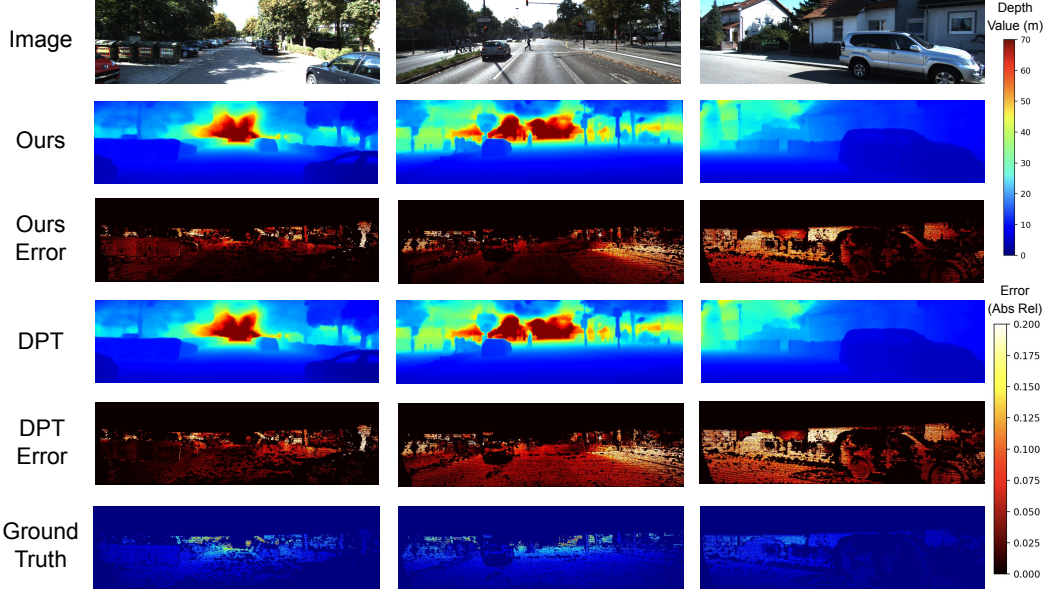 Image
Ours
Ours
Error
DPT
DPT
Error
Ground
Truth
Depth
Value (m)
70
60
50
40
30
20
10
0
Error
(Abs Rel)
0.200
0.175
0.150
0.125
0.100
0.075
0.050
0.025
0.000